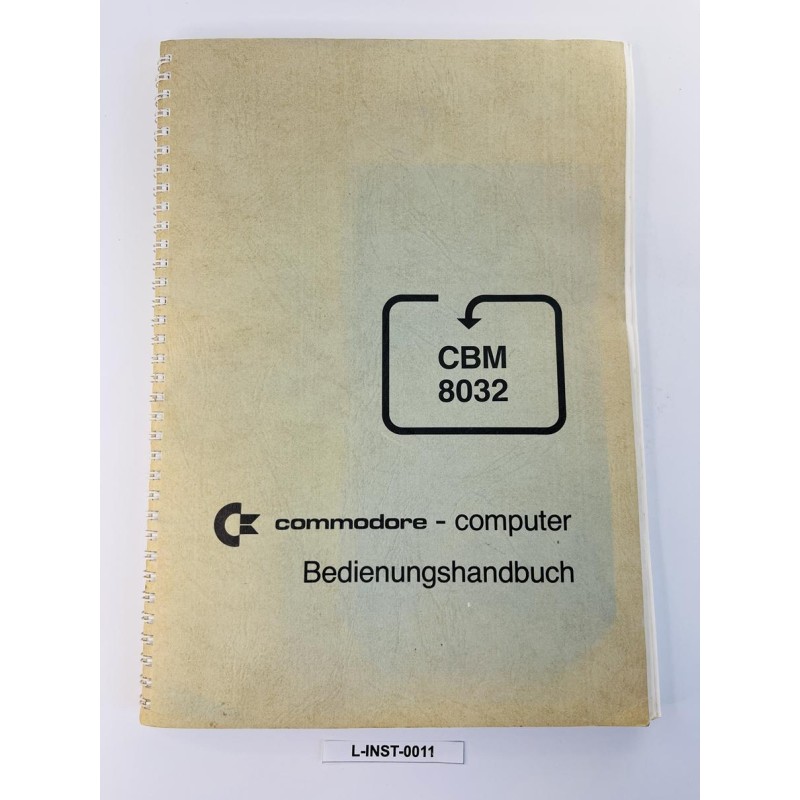 CBM
8032
commodore - computer
Bedienungshandbuch
L-INST-0011